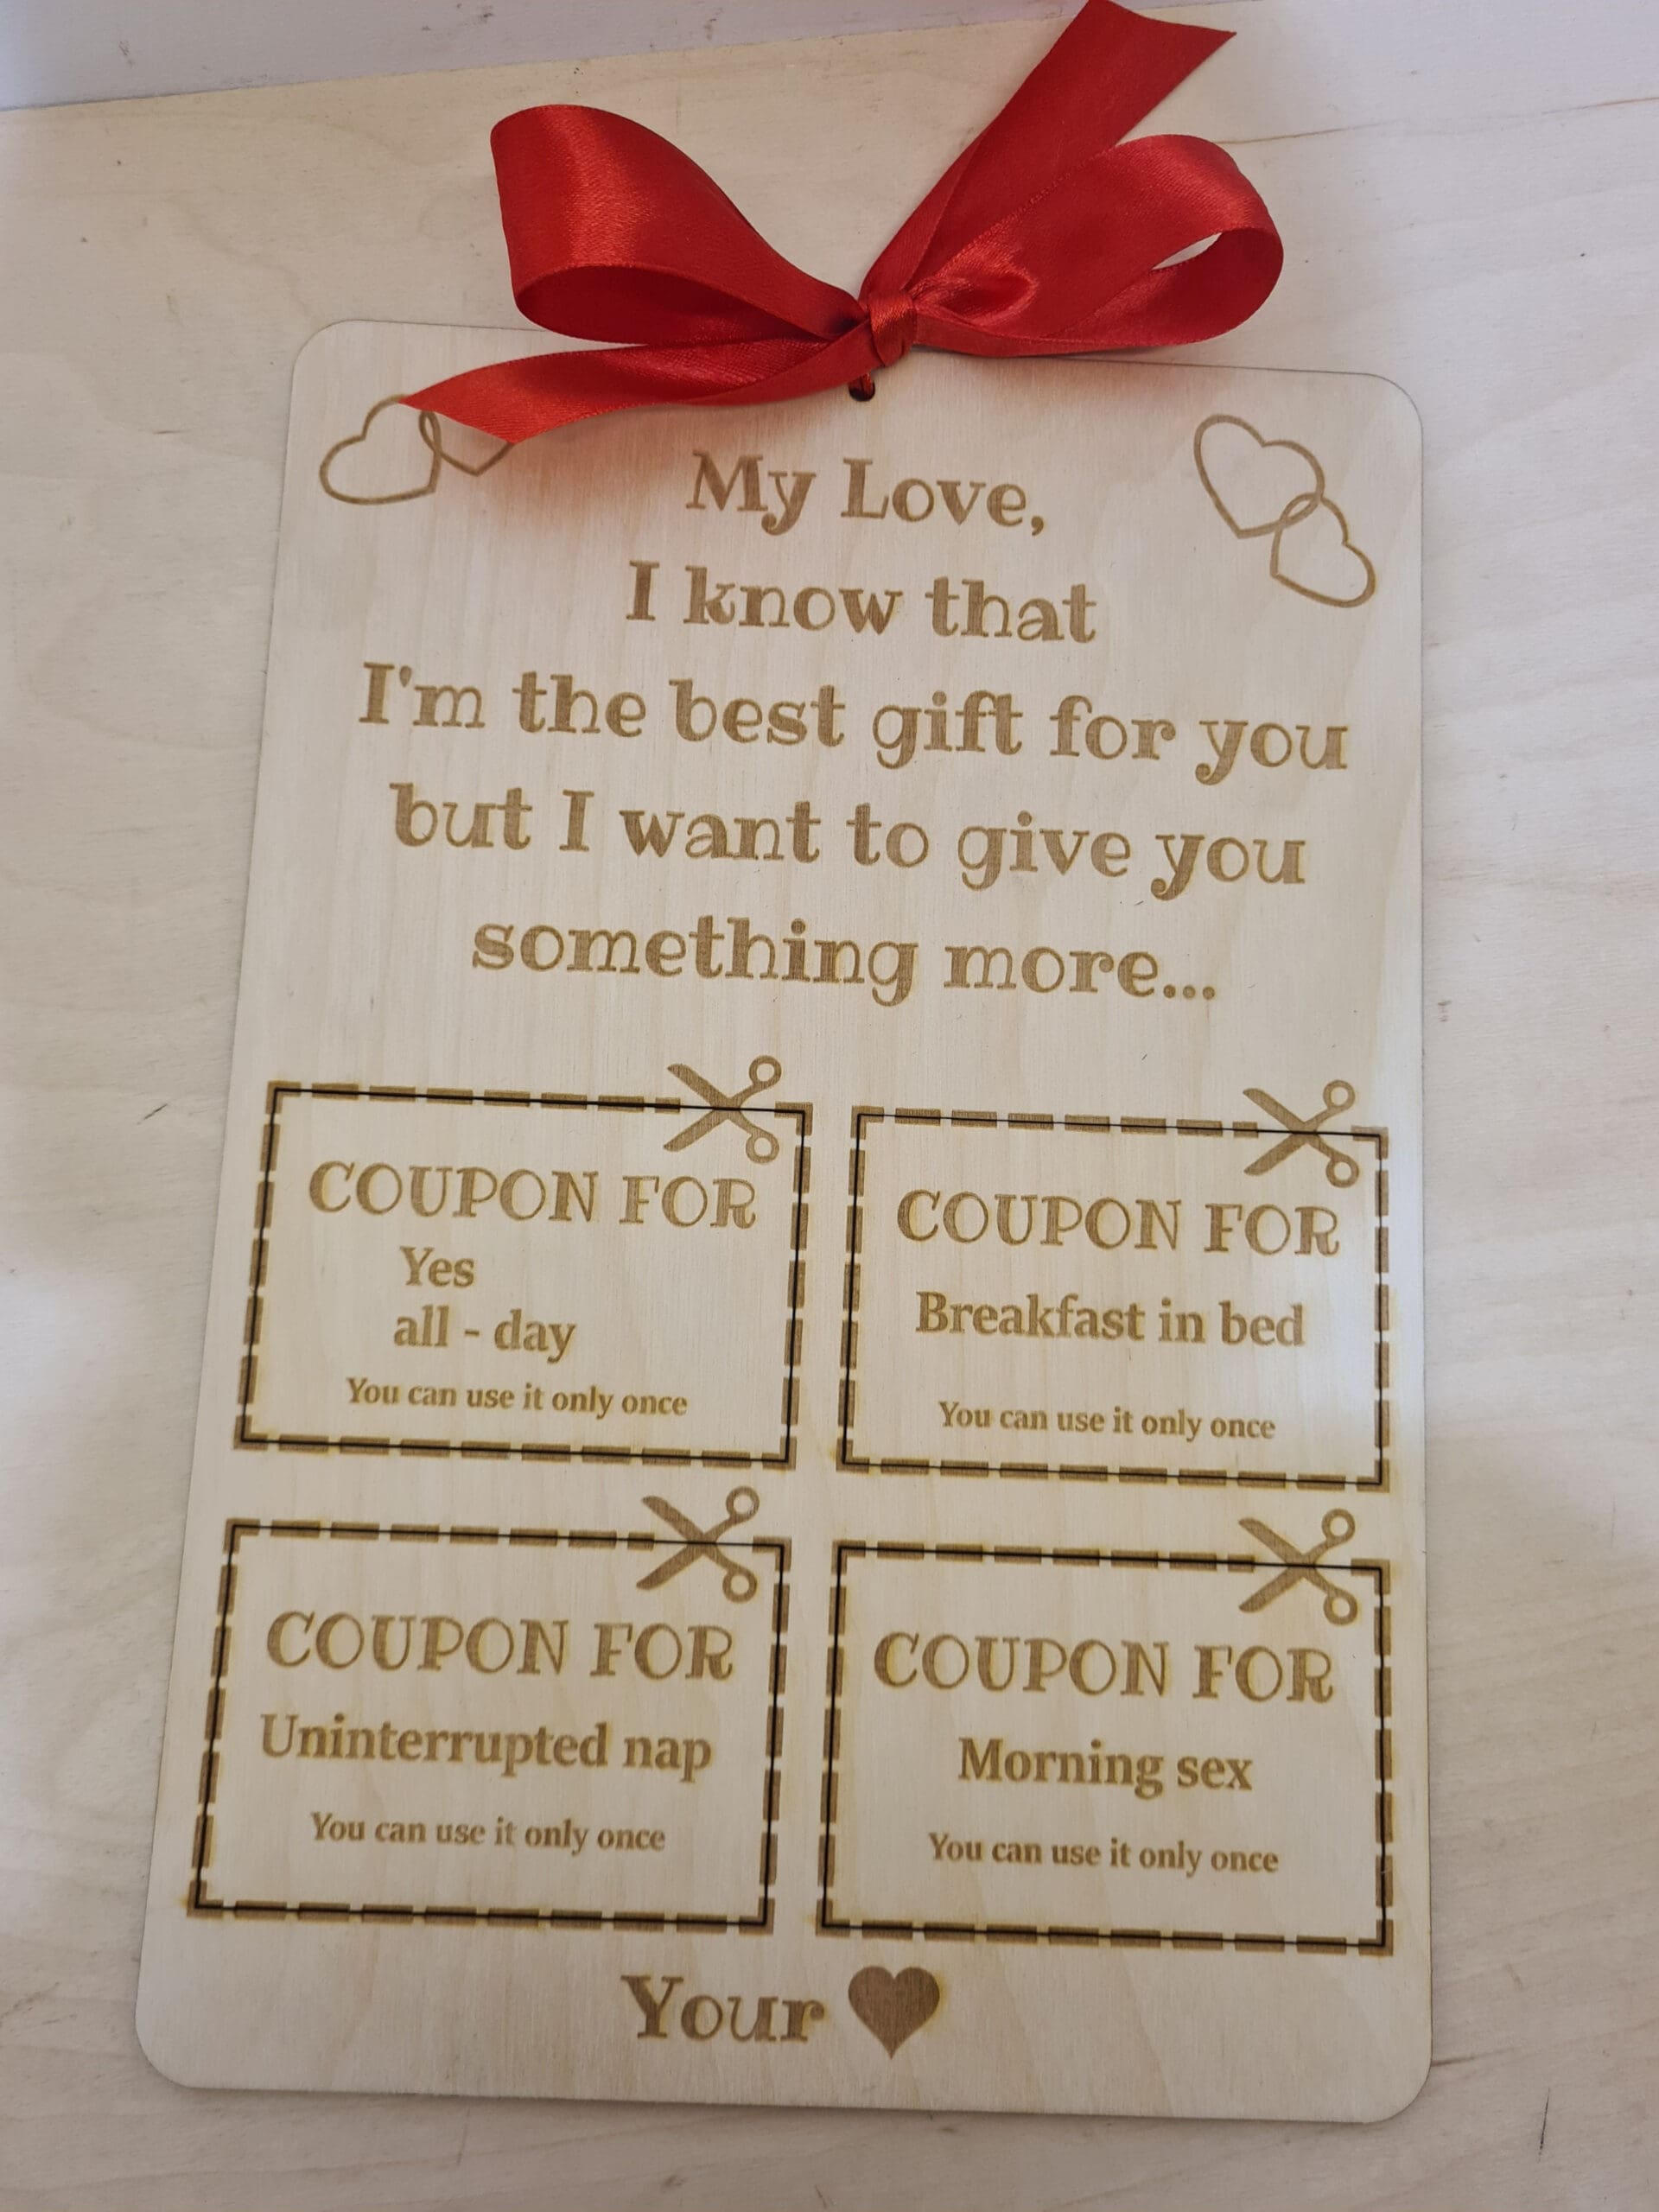 My Love,
I know that
I'm the best gift for you
but I want to give you
something more...
COUPON FOR
Yes
all - day
You can use it only once
COUPON FOR
Breakfast in bed
You can use it only once
COUPON FOR
Uninterrupted nap
You can use it only once
COUPON FOR
Morning sex
You can use it only once
Your